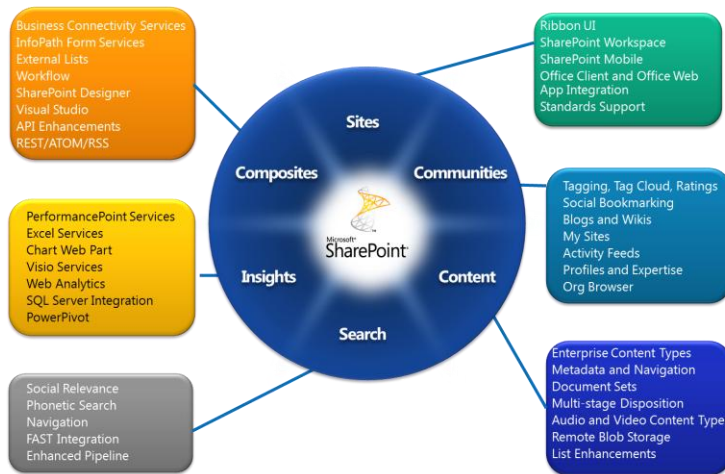 Business Connectivity Services
InfoPath Form Services
External Lists
Workflow
SharePoint Designer
Visual Studio
API Enhancements
REST/ATOM/RSS
Ribbon UI
SharePoint Workspace
SharePoint Mobile
Office Client and Office Web
App Integration
Standards Support
Sites
Composites
Communities
Microsoft®
SharePoint®
Insights
Content
Search
PerformancePoint Services
Excel Services
Chart Web Part
Visio Services
Web Analytics
SQL Server Integration
PowerPivot
Tagging, Tag Cloud, Ratings
Social Bookmarking
Blogs and Wikis
My Sites
Activity Feeds
Profiles and Expertise
Org Browser
Social Relevance
Phonetic Search
Navigation
FAST Integration
Enhanced Pipeline
Enterprise Content Types
Metadata and Navigation
Document Sets
Multi-stage Disposition
Audio and Video Content Type
Remote Blob Storage
List Enhancements